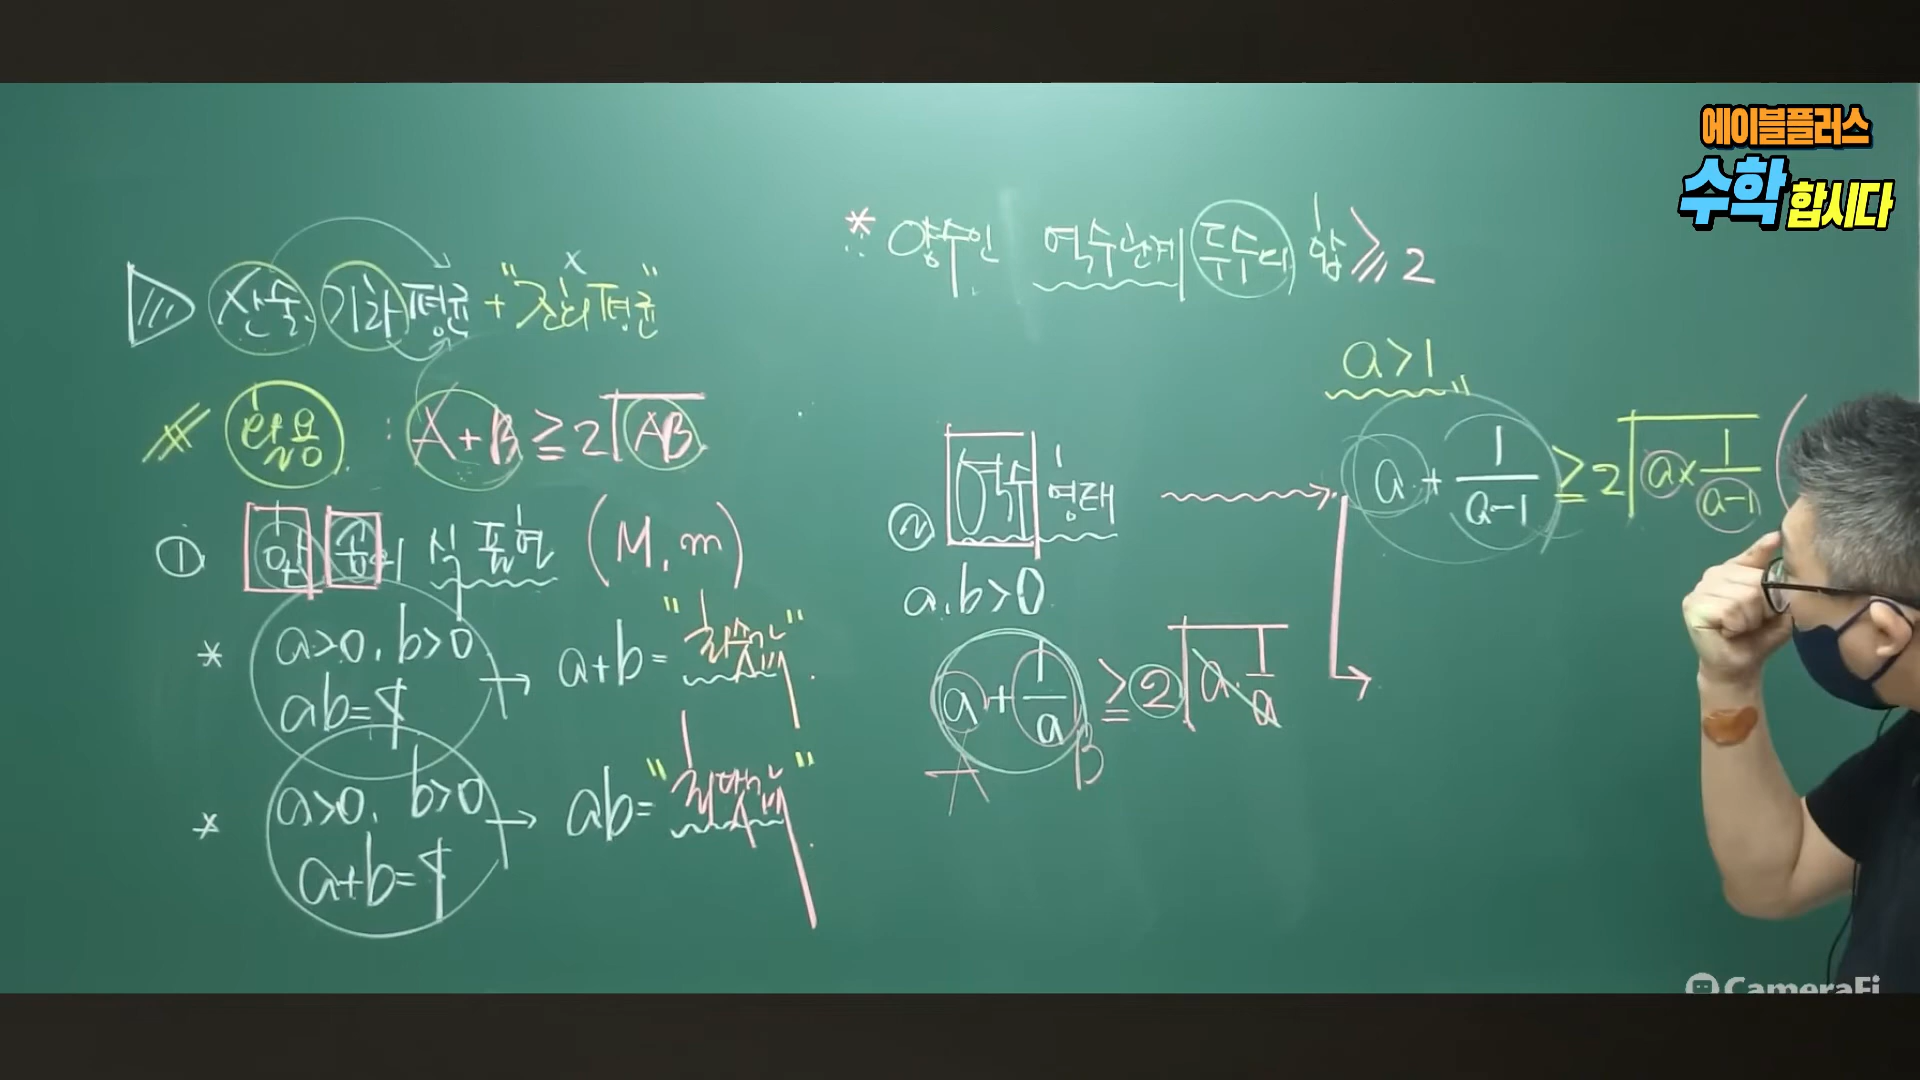 에이블플러스
수학 합시다
* 양수인 역수관계 두수의 합 ≥ 2
▷ 산술 기하 평균 + "조화평균"
활용 : A+B ≥ 2√AB
① 합 곱의 식 표현 (M, m)
* a>0, b>0
ab=k → a+b= "최솟값"
* a>0, b>0
a+b=k → ab= "최댓값"
② 역수 형태
a, b>0
a + 1/a ≥ 2√a·1/a
A B
a>1
a + 1/a-1 ≥ 2√a× 1/a-1 (
CameraFi